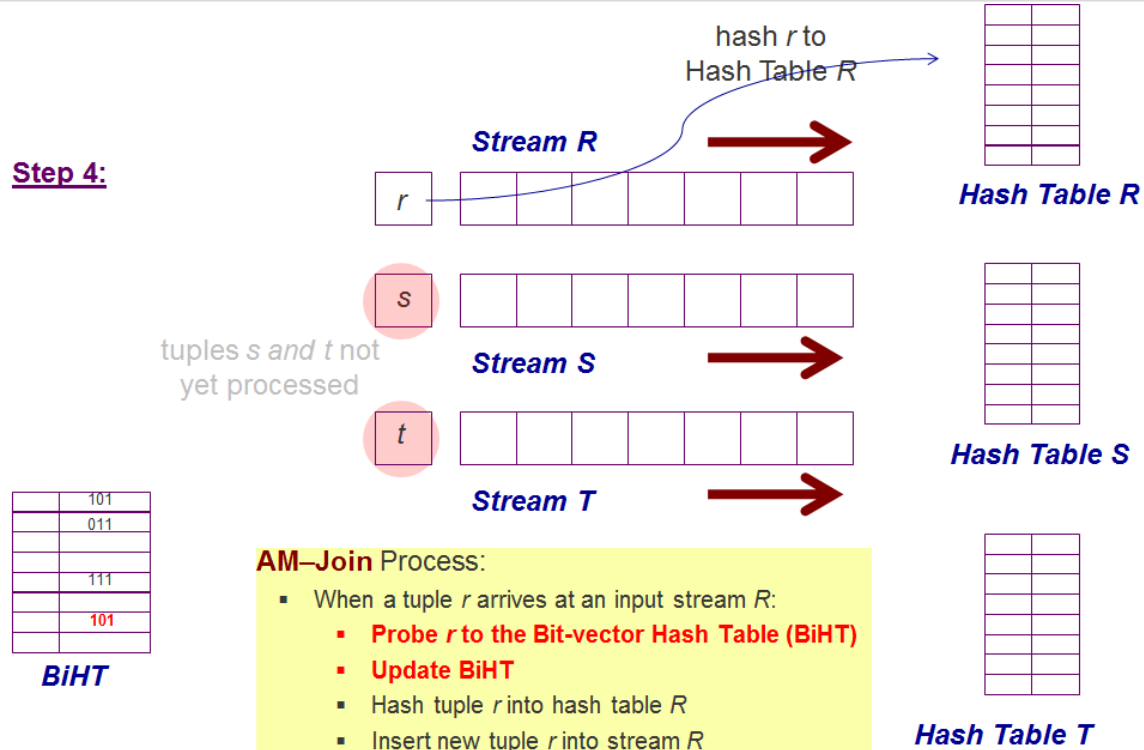 hash r to
Hash Table R
Stream R
Step 4:
r
Hash Table R
s
tuples s and t not
yet processed
Stream S
t
Hash Table S
Stream T
101
011
111
101
BiHT
AM–Join Process:
▪ When a tuple r arrives at an input stream R:
▪ Probe r to the Bit-vector Hash Table (BiHT)
▪ Update BiHT
▪ Hash tuple r into hash table R
▪ Insert new tuple r into stream R
Hash Table T